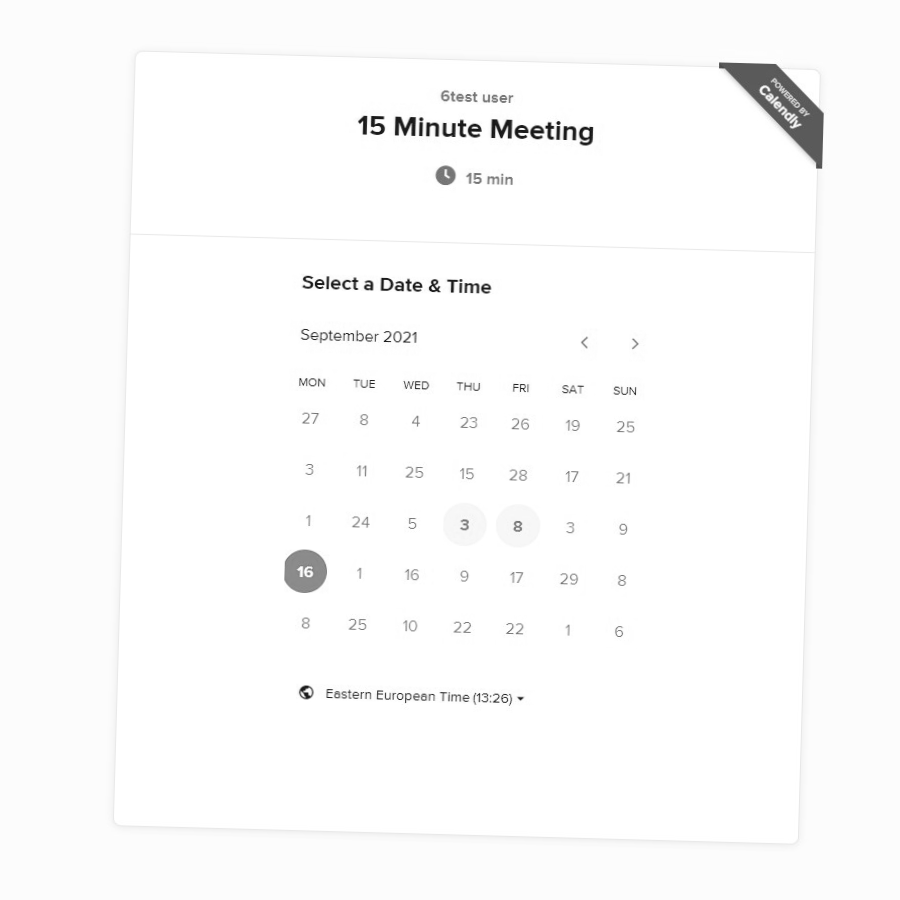 POWERED BY
Calendly
6test user
15 Minute Meeting
15 min
Select a Date & Time
September 2021
MON TUE WED THU FRI SAT SUN
27 8 4 23 26 19 25
3 11 25 15 28 17 21
1 24 5 3 8 3 9
16 1 16 9 17 29 8
8 25 10 22 22 1 6
Eastern European Time (13:26)